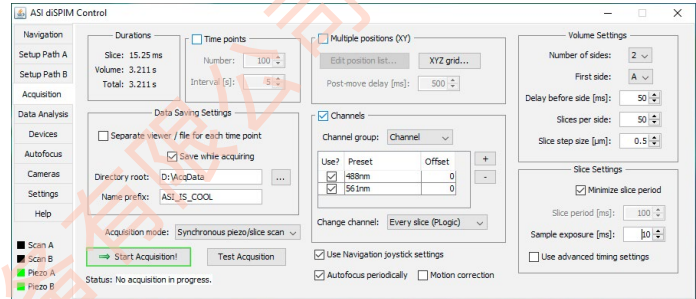 ASI diSPIM Control
Navigation
Setup Path A
Setup Path B
Acquisition
Data Analysis
Devices
Autofocus
Cameras
Settings
Help
Scan A
Scan B
Piezo A
Piezo B
Durations
Slice: 15.25 ms
Volume: 3.211 s
Total: 3.211 s
Time points
Number: 100
Interval [s]: 5
Data Saving Settings
Separate viewer / file for each time point
Save while acquiring
Directory root: D:\AcqData ...
Name prefix: ASI_IS_COOL
Acquisition mode: Synchronous piezo/slice scan
Start Acquisition! Test Acquisition
Status: No acquisition in progress.
Multiple positions (XY)
Edit position list... XYZ grid...
Post-move delay [ms]: 500
Channels
Channel group: Channel
Use? Preset Offset
488nm 0
561nm 0
+
-
Change channel: Every slice (PLogic)
Use Navigation joystick settings
Autofocus periodically Motion correction
Volume Settings
Number of sides: 2
First side: A
Delay before side [ms]: 50
Slices per side: 50
Slice step size [µm]: 0.5
Slice Settings
Minimize slice period
Slice period [ms]: 100
Sample exposure [ms]: 10
Use advanced timing settings
有限公